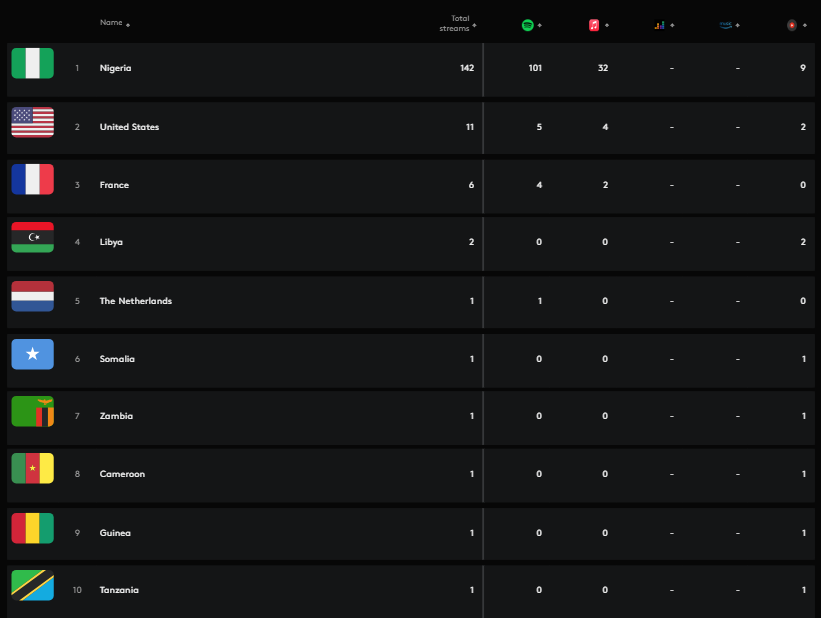 Name Total streams
1 Nigeria 142 101 32 - - 9
2 United States 11 5 4 - - 2
3 France 6 4 2 - - 0
4 Libya 2 0 0 - - 2
5 The Netherlands 1 1 0 - - 0
6 Somalia 1 0 0 - - 1
7 Zambia 1 0 0 - - 1
8 Cameroon 1 0 0 - - 1
9 Guinea 1 0 0 - - 1
10 Tanzania 1 0 0 - - 1